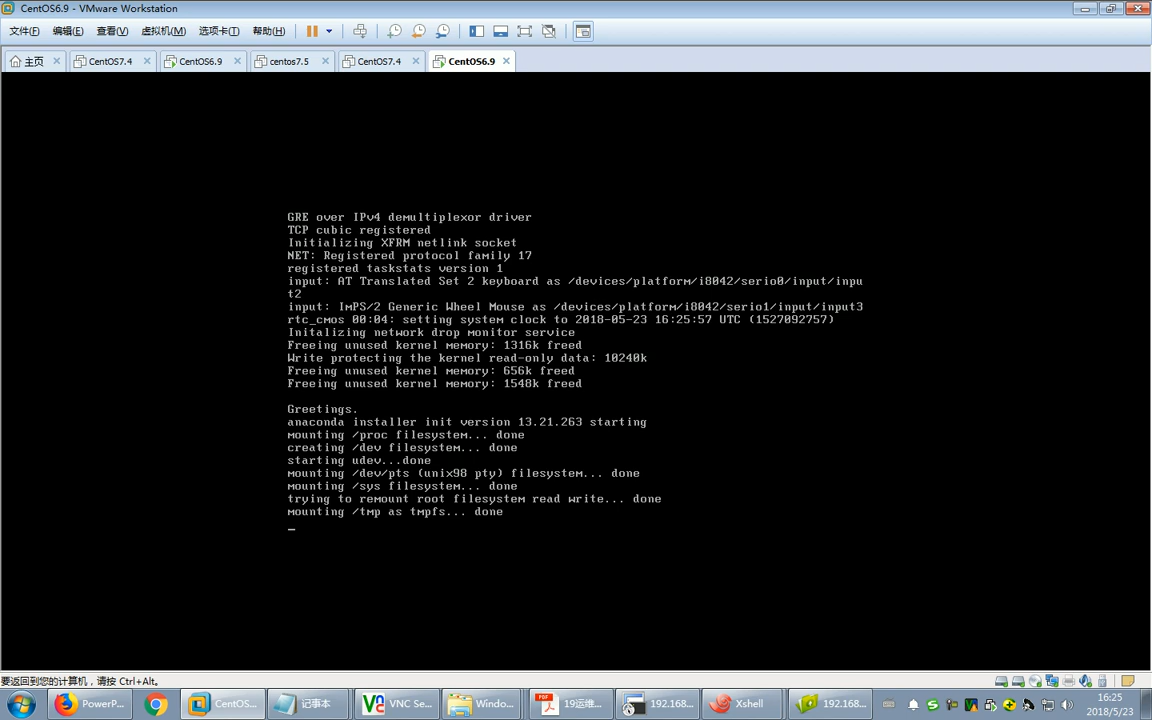 CentOS6.9 - VMware Workstation
文件(F) 编辑(E) 查看(V) 虚拟机(M) 选项卡(T) 帮助(H)
主页 CentOS7.4 CentOS6.9 centos7.5 CentOS7.4 CentOS6.9
GRE over IPv4 demultiplexor driver
TCP cubic registered
Initializing XFRM netlink socket
NET: Registered protocol family 17
registered taskstats version 1
input: AT Translated Set 2 keyboard as /devices/platform/i8042/serio0/input/inpu
t2
input: ImPS/2 Generic Wheel Mouse as /devices/platform/i8042/serio1/input/input3
rtc_cmos 00:04: setting system clock to 2018-05-23 16:25:57 UTC (1527092757)
Initalizing network drop monitor service
Freeing unused kernel memory: 1316k freed
Write protecting the kernel read-only data: 10240k
Freeing unused kernel memory: 656k freed
Freeing unused kernel memory: 1548k freed
Greetings.
anaconda installer init version 13.21.263 starting
mounting /proc filesystem... done
creating /dev filesystem... done
starting udev...done
mounting /dev/pts (unix98 pty) filesystem... done
mounting /sys filesystem... done
trying to remount root filesystem read write... done
mounting /tmp as tmpfs... done
要返回到您的计算机，请按 Ctrl+Alt。
PowerP... CentOS... 记事本 VNC Se... Windo... 19运维... 192.168... Xshell 192.168... 16:25
2018/5/23